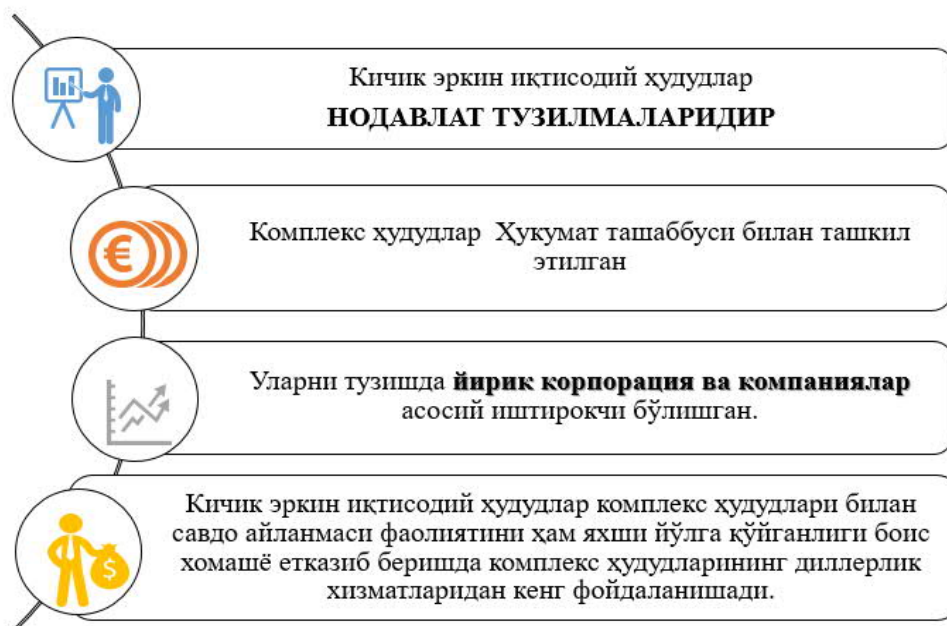 Кичик эркин иқтисодий ҳудудлар
НОДАВЛАТ ТУЗИЛМАЛАРИДИР
€
Комплекс ҳудудлар Ҳукумат ташаббуси билан ташкил
этилган
Уларни тузишда йирик корпорация ва компаниялар
асосий иштирокчи бўлишган.
$
Кичик эркин иқтисодий ҳудудлар комплекс ҳудудлари билан
савдо айланмаси фаолиятини ҳам яхши йўлга қўйганлиги боис
хомашё етказиб беришда комплекс ҳудудларининг диллерлик
хизматларидан кенг фойдаланишади.